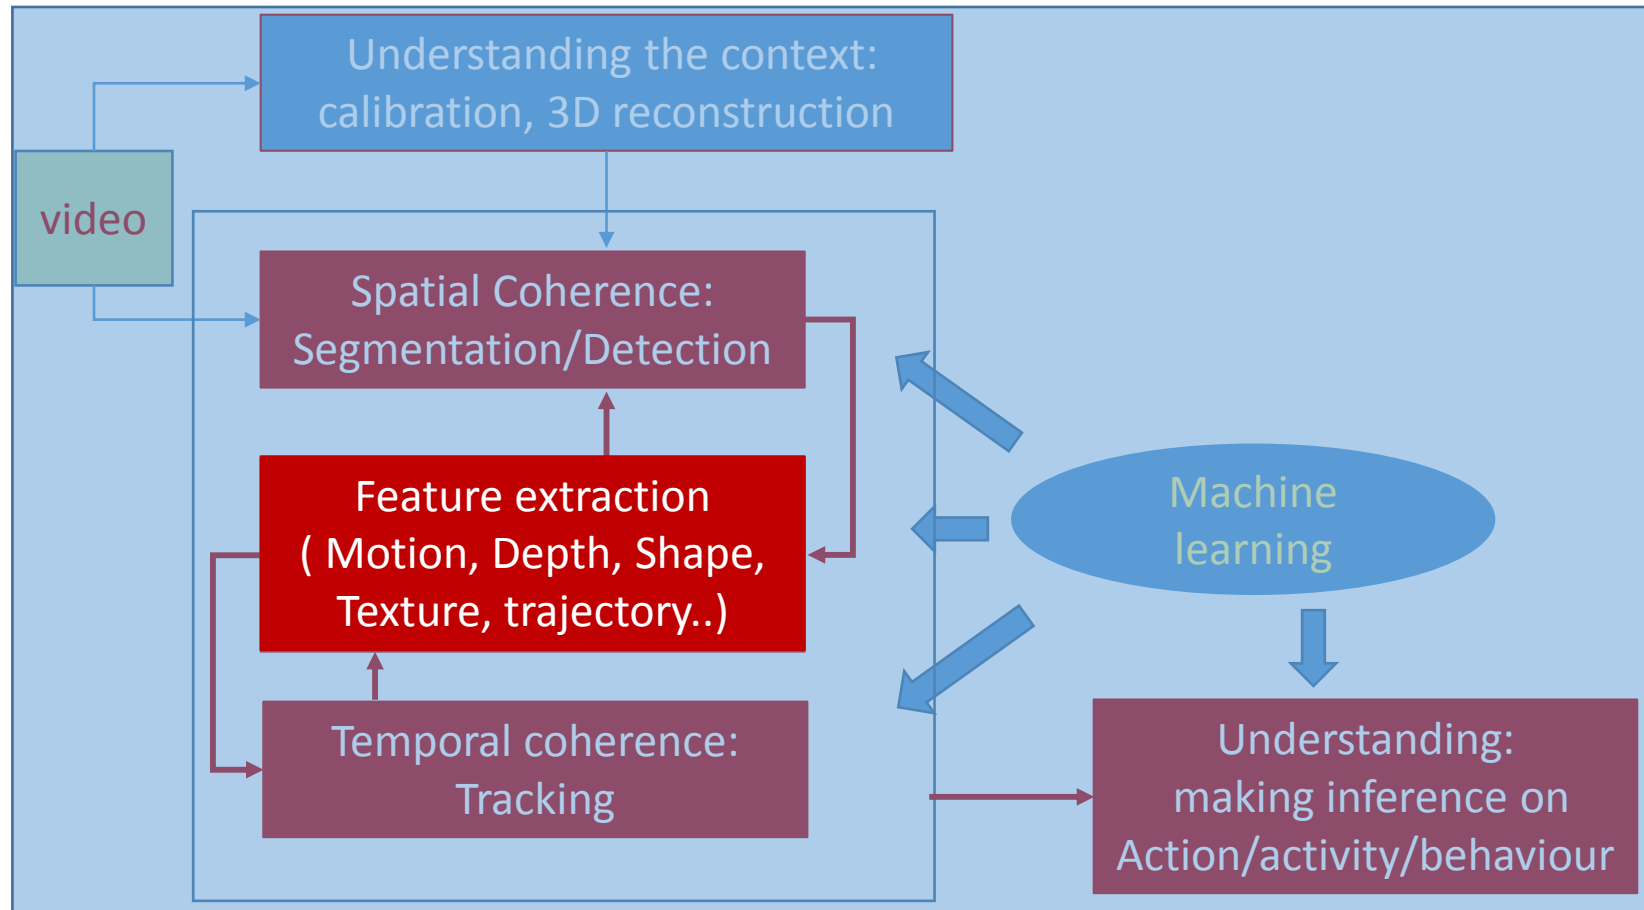 Understanding the context:
calibration, 3D reconstruction
video
Spatial Coherence:
Segmentation/Detection
Feature extraction
( Motion, Depth, Shape,
Texture, trajectory..)
Machine
learning
Temporal coherence:
Tracking
Understanding:
making inference on
Action/activity/behaviour